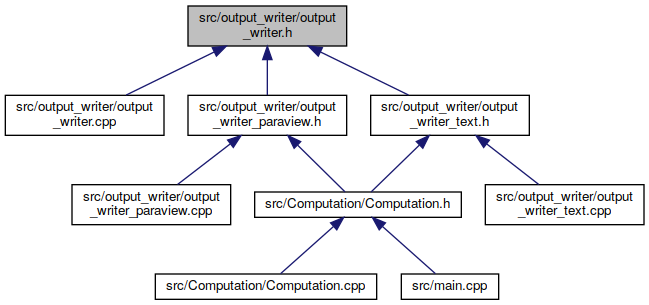 src/output_writer/output
_writer.h
src/output_writer/output
_writer.cpp
src/output_writer/output
_writer_paraview.h
src/output_writer/output
_writer_text.h
src/output_writer/output
_writer_paraview.cpp
src/Computation/Computation.h
src/output_writer/output
_writer_text.cpp
src/Computation/Computation.cpp
src/main.cpp